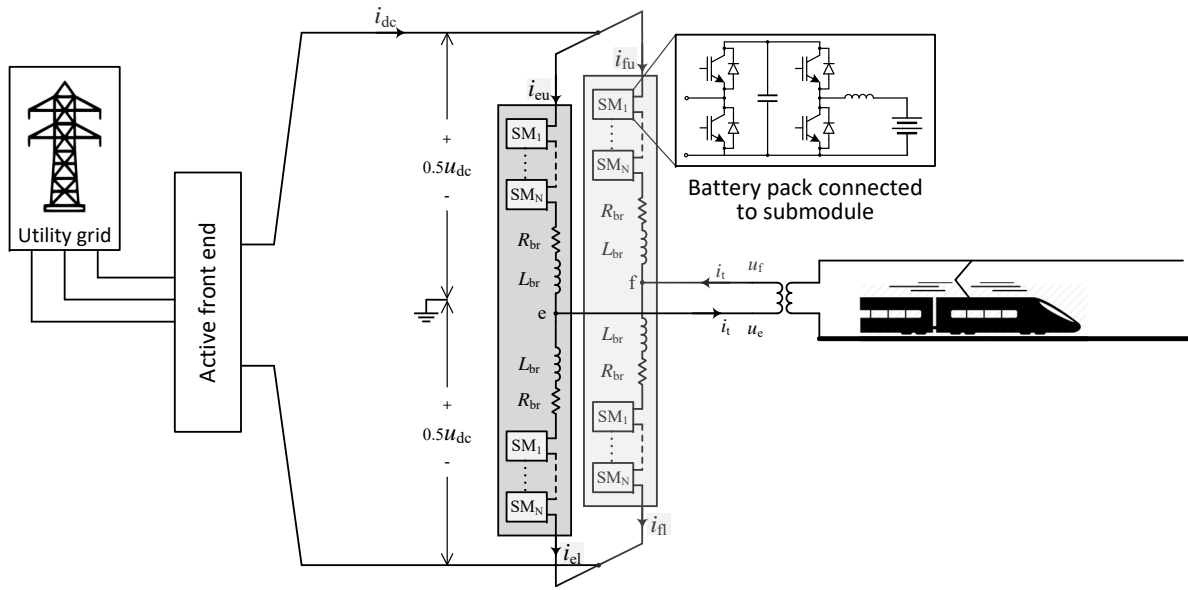 i_dc
i_fu
i_eu
SM_1
SM_N
R_br
L_br
e
L_br
R_br
SM_1
SM_N
i_el
SM_1
SM_N
R_br
L_br
f
L_br
R_br
SM_1
SM_N
i_fl
+
0.5u_dc
-
+
0.5u_dc
-
Utility grid
Active front end
Battery pack connected
to submodule
i_t
u_f
i_t
u_e